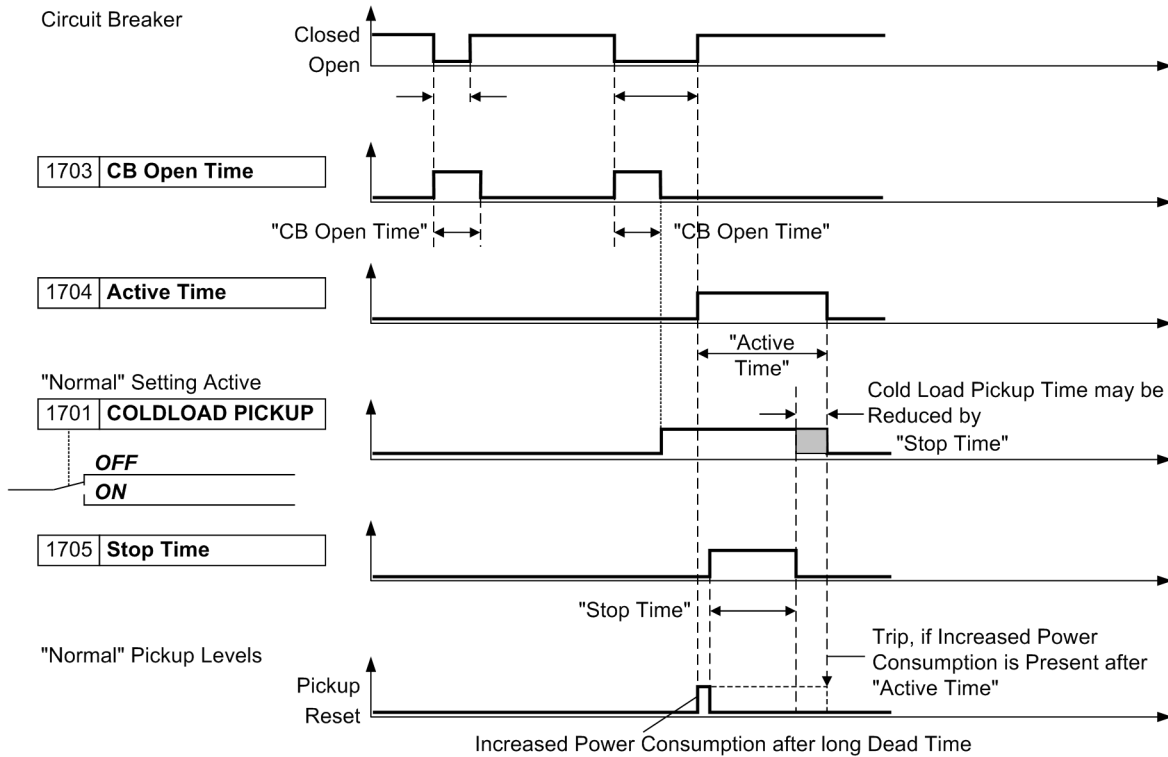 Circuit Breaker
Closed
Open
1703 CB Open Time
"CB Open Time"
"CB Open Time"
1704 Active Time
"Active
Time"
"Normal" Setting Active
1701 COLDLOAD PICKUP
OFF
ON
Cold Load Pickup Time may be
Reduced by
"Stop Time"
1705 Stop Time
"Stop Time"
"Normal" Pickup Levels
Pickup
Reset
Trip, if Increased Power
Consumption is Present after
"Active Time"
Increased Power Consumption after long Dead Time